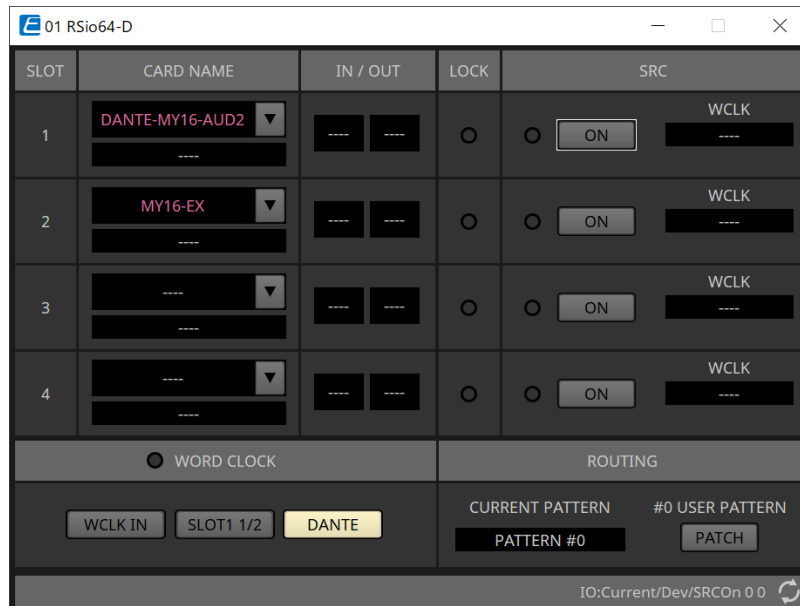 01 RSio64-D
SLOT CARD NAME IN / OUT LOCK SRC
1 DANTE-MY16-AUD2 ---- ---- ---- ON WCLK ----
2 MY16-EX ---- ---- ---- ON WCLK ----
3 ---- ---- ---- ---- ON WCLK ----
4 ---- ---- ---- ---- ON WCLK ----
WORD CLOCK ROUTING
CURRENT PATTERN #0 USER PATTERN
WCLK IN SLOT1 1/2 DANTE PATTERN #0 PATCH
IO:Current/Dev/SRCOn 0 0